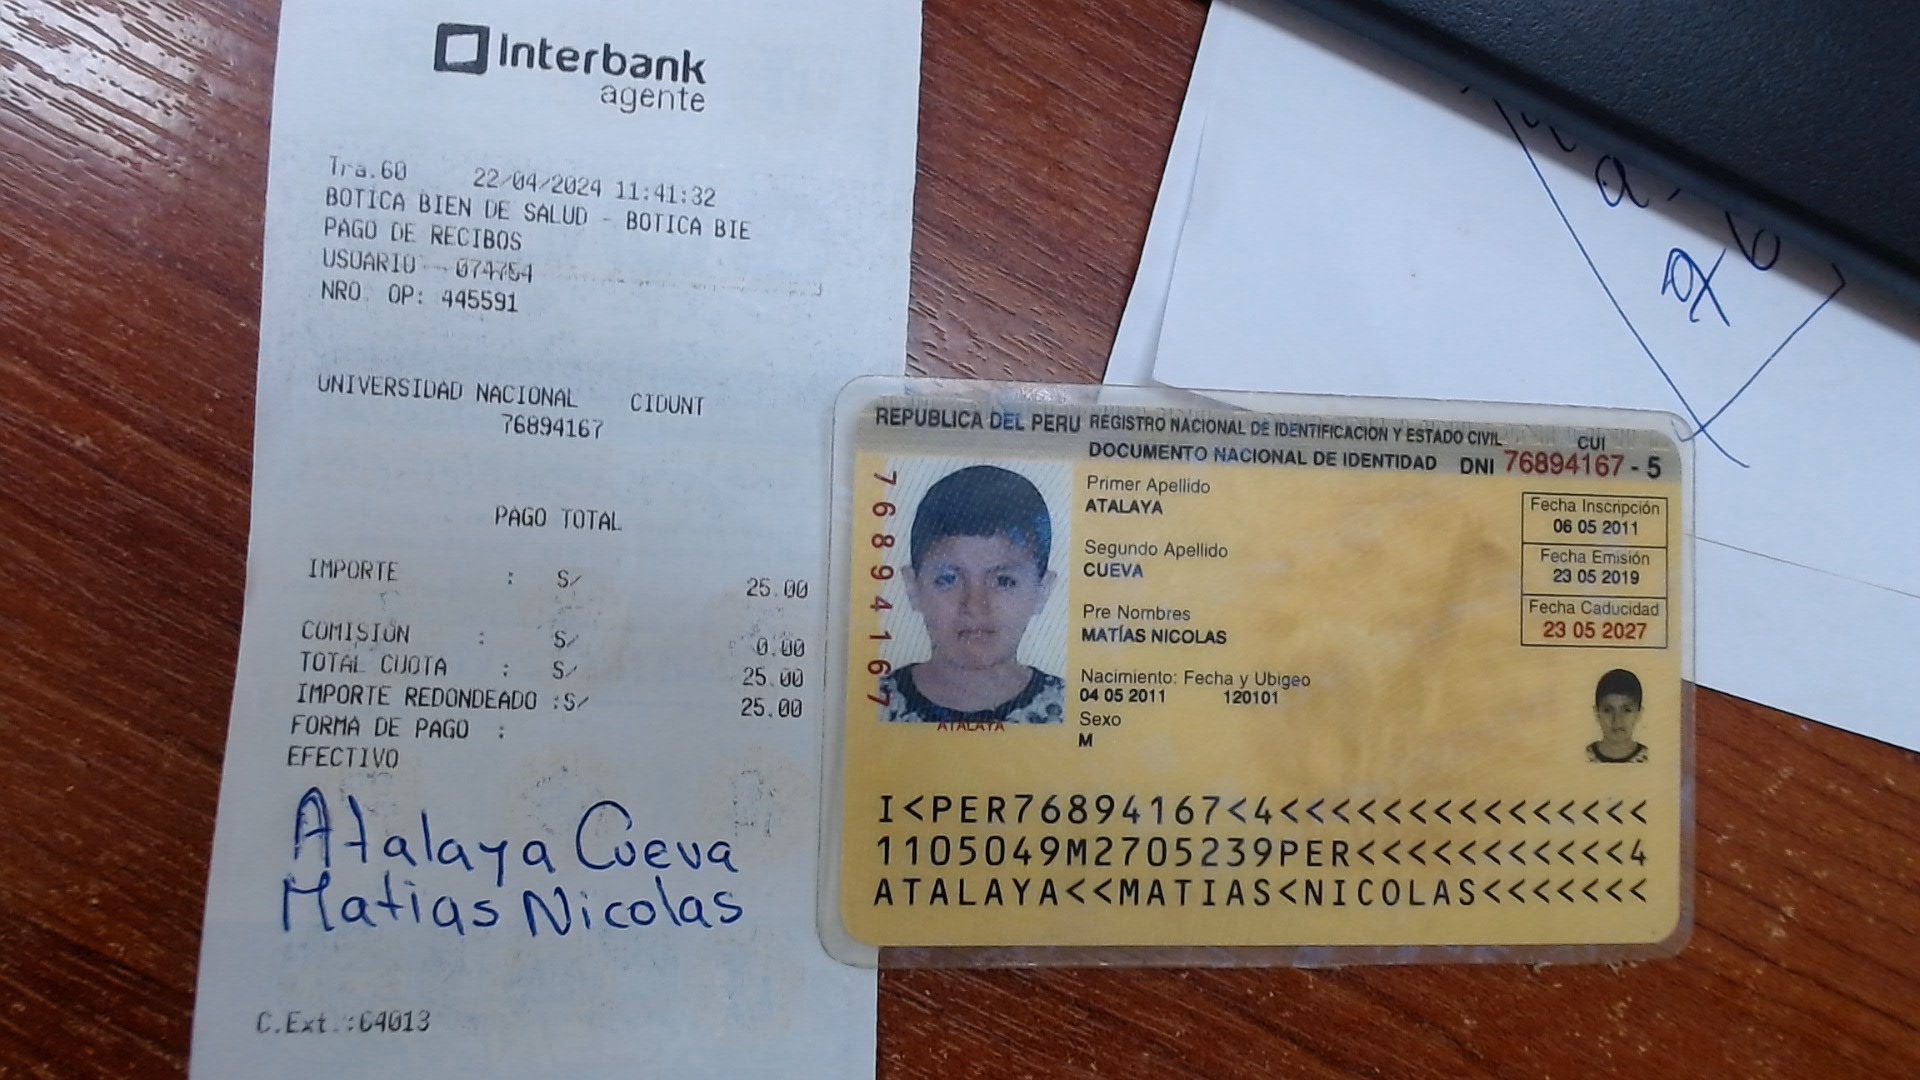 Interbank
agente
Tra.60 22/04/2024 11:41:32
BOTICA BIEN DE SALUD - BOTICA BIE
PAGO DE RECIBOS
USUARIO 074754
NRO OP: 445591
UNIVERSIDAD NACIONAL CIDUNT
76894167
PAGO TOTAL
IMPORTE : S/ 25.00
COMISION : S/ 0.00
TOTAL CUOTA : S/ 25.00
IMPORTE REDONDEADO :S/ 25.00
FORMA DE PAGO :
EFECTIVO
Atalaya Cueva
Matias Nicolas
C.Ext.:64013
REPUBLICA DEL PERU REGISTRO NACIONAL DE IDENTIFICACION Y ESTADO CIVIL CUI
DOCUMENTO NACIONAL DE IDENTIDAD DNI 76894167 - 5
76894167
Primer Apellido
ATALAYA
Segundo Apellido
CUEVA
Pre Nombres
MATÍAS NICOLAS
Nacimiento: Fecha y Ubigeo
04 05 2011 120101
Sexo
M
Fecha Inscripción
06 05 2011
Fecha Emisión
23 05 2019
Fecha Caducidad
23 05 2027
ATALAYA
I<PER76894167<4<<<<<<<<<<<<<<<
1105049M2705239PER<<<<<<<<<<<4
ATALAYA<<MATIAS<NICOLAS<<<<<<<